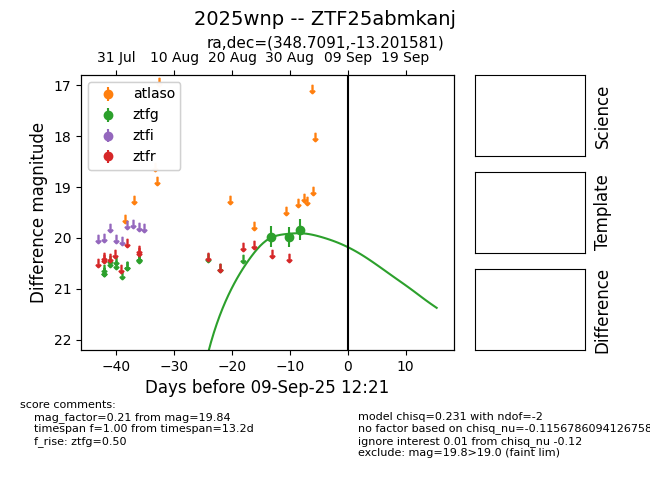 2025wnp -- ZTF25abmkanj
ra,dec=(348.7091,-13.201581)
31 Jul 10 Aug 20 Aug 30 Aug 09 Sep 19 Sep
atlaso
ztfg
ztfi
ztfr
17
18
19
20
21
22
Difference magnitude
−40 −30 −20 −10 0 10
Days before 09-Sep-25 12:21
Science
Template
Difference
score comments:
mag_factor=0.21 from mag=19.84
timespan f=1.00 from timespan=13.2d
f_rise: ztfg=0.50
model chisq=0.231 with ndof=-2
no factor based on chisq_nu=-0.1156786094126758
ignore interest 0.01 from chisq_nu -0.12
exclude: mag=19.8>19.0 (faint lim)